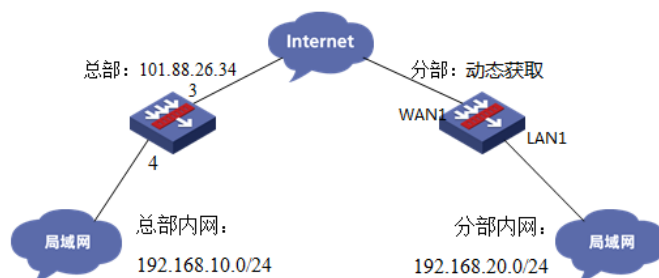 Internet
总部：101.88.26.34
分部：动态获取
3
WAN1
LAN1
4
总部内网：
分部内网：
局域网
局域网
192.168.10.0/24
192.168.20.0/24